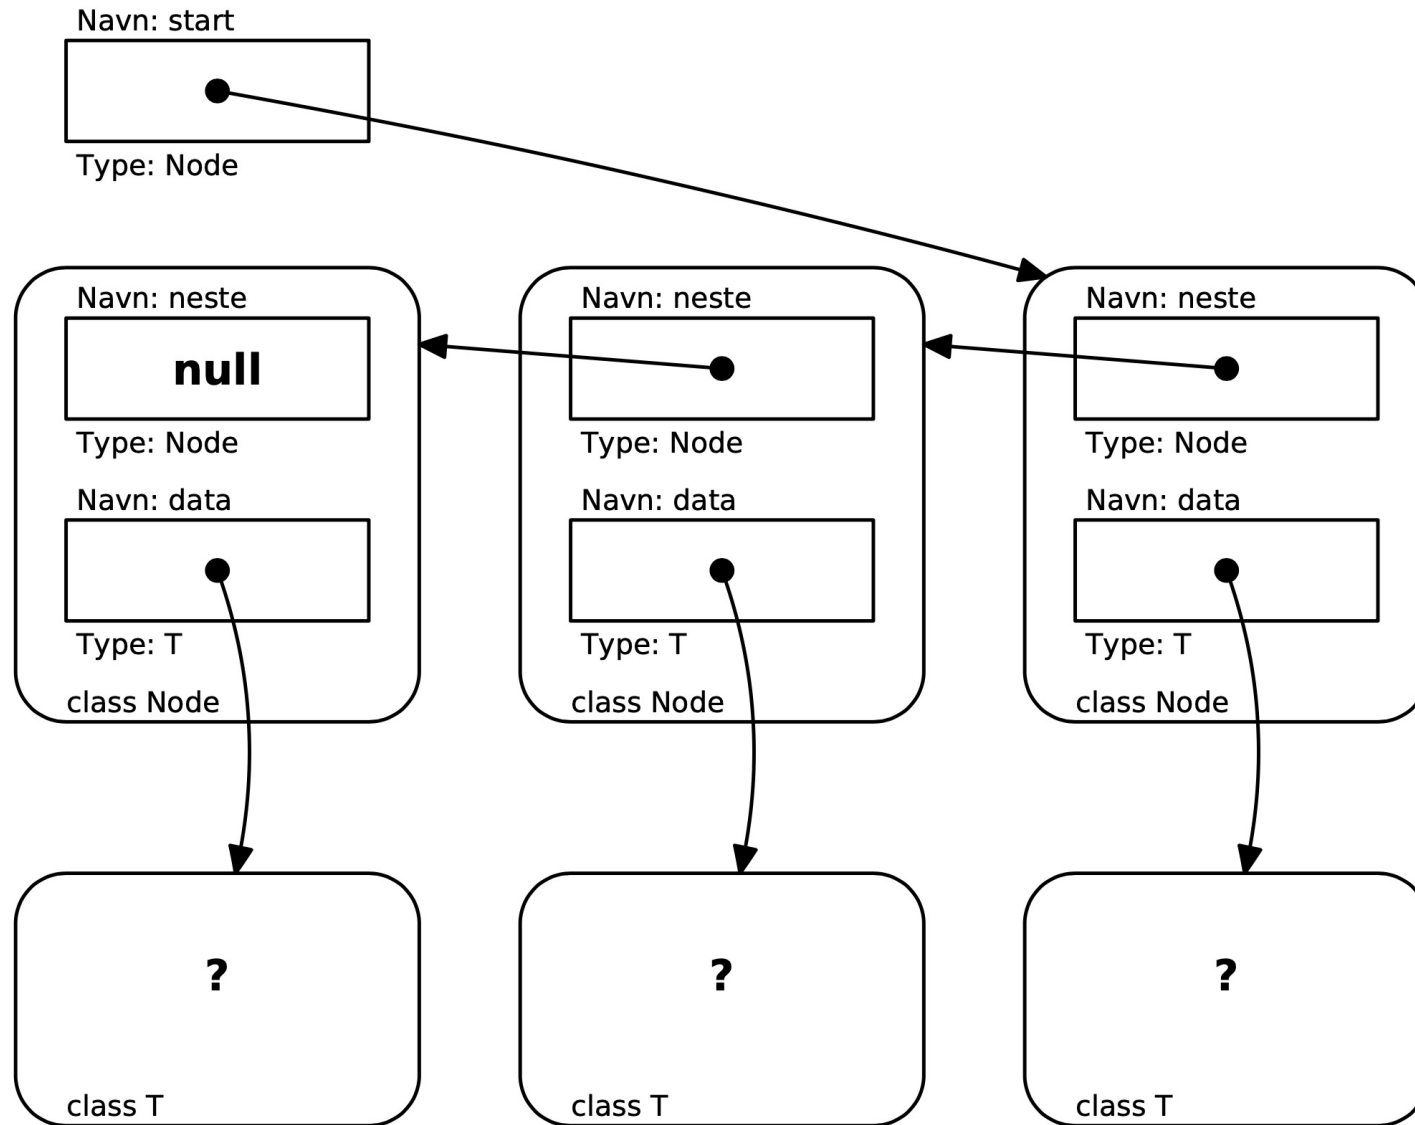 Navn: start
Type: Node
Navn: neste
null
Type: Node
Navn: data
Type: T
class Node
Navn: neste
Type: Node
Navn: data
Type: T
class Node
Navn: neste
Type: Node
Navn: data
Type: T
class Node
?
class T
?
class T
?
class T